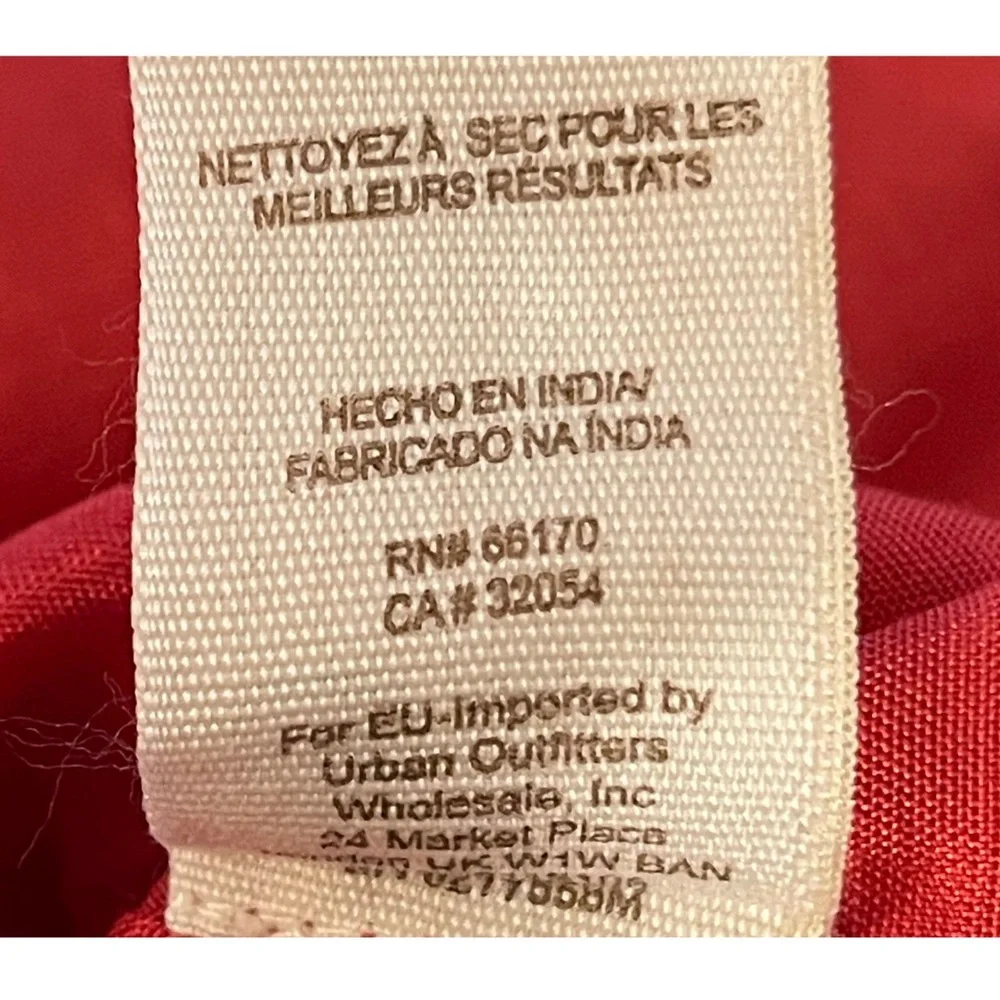 NETTOYEZ À SEC POUR LES
MEILLEURS RÉSULTATS
HECHO EN INDIA/
FABRICADO NA ÍNDIA
RN# 66170
CA# 32054
For EU-Imported by
Urban Outfitters
Wholesale, Inc
24 Market Place
UK W1W 8AN